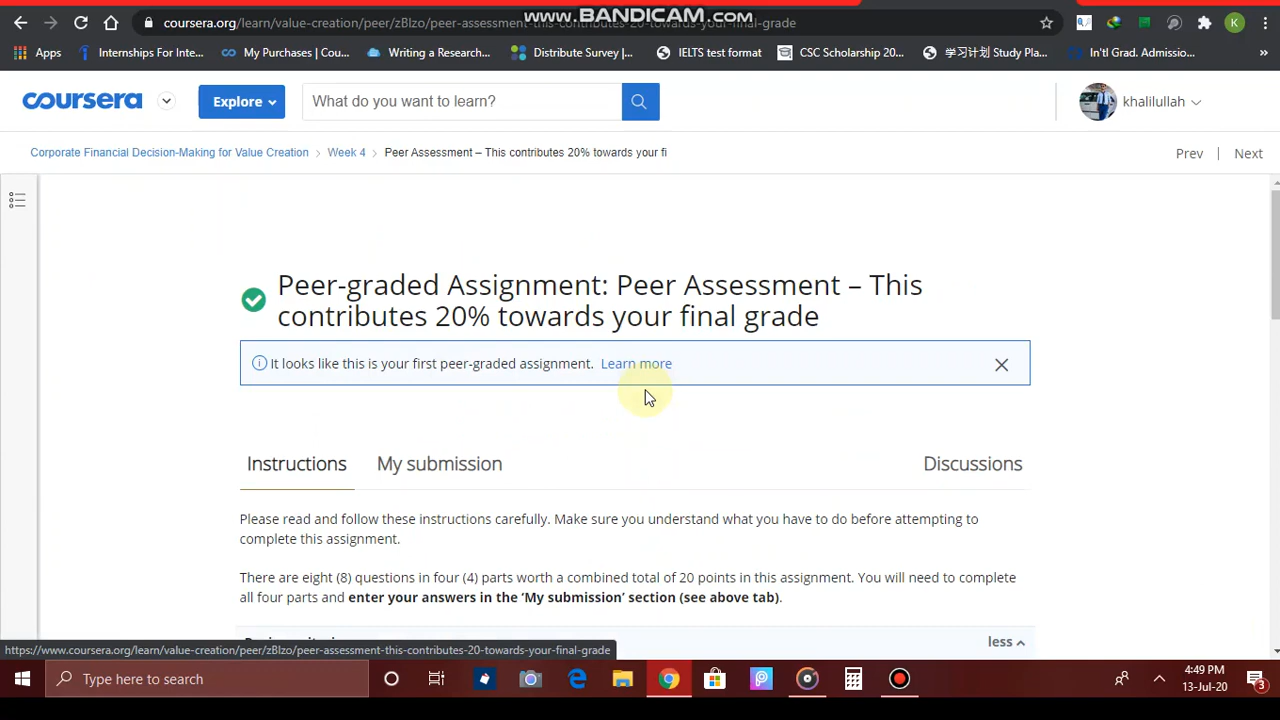 www.BANDICAM.com
coursera.org/learn/value-creation/peer/zBlzo/peer-assessment-this-contributes-20-towards-your-final-grade
K
Apps
Internships For Inte...
My Purchases | Cou...
Writing a Research...
Distribute Survey |...
IELTS test format
CSC Scholarship 20...
学习计划 Study Pla...
In'tl Grad. Admissio...
»
coursera
Explore
What do you want to learn?
khalilullah
Corporate Financial Decision-Making for Value Creation > Week 4 > Peer Assessment – This contributes 20% towards your fi
Prev | Next
Peer-graded Assignment: Peer Assessment – This
contributes 20% towards your final grade
It looks like this is your first peer-graded assignment. Learn more
Instructions
My submission
Discussions
Please read and follow these instructions carefully. Make sure you understand what you have to do before attempting to
complete this assignment.
There are eight (8) questions in four (4) parts worth a combined total of 20 points in this assignment. You will need to complete
all four parts and enter your answers in the ‘My submission’ section (see above tab).
less
https://www.coursera.org/learn/value-creation/peer/zBlzo/peer-assessment-this-contributes-20-towards-your-final-grade
Type here to search
4:49 PM
13-Jul-20
3